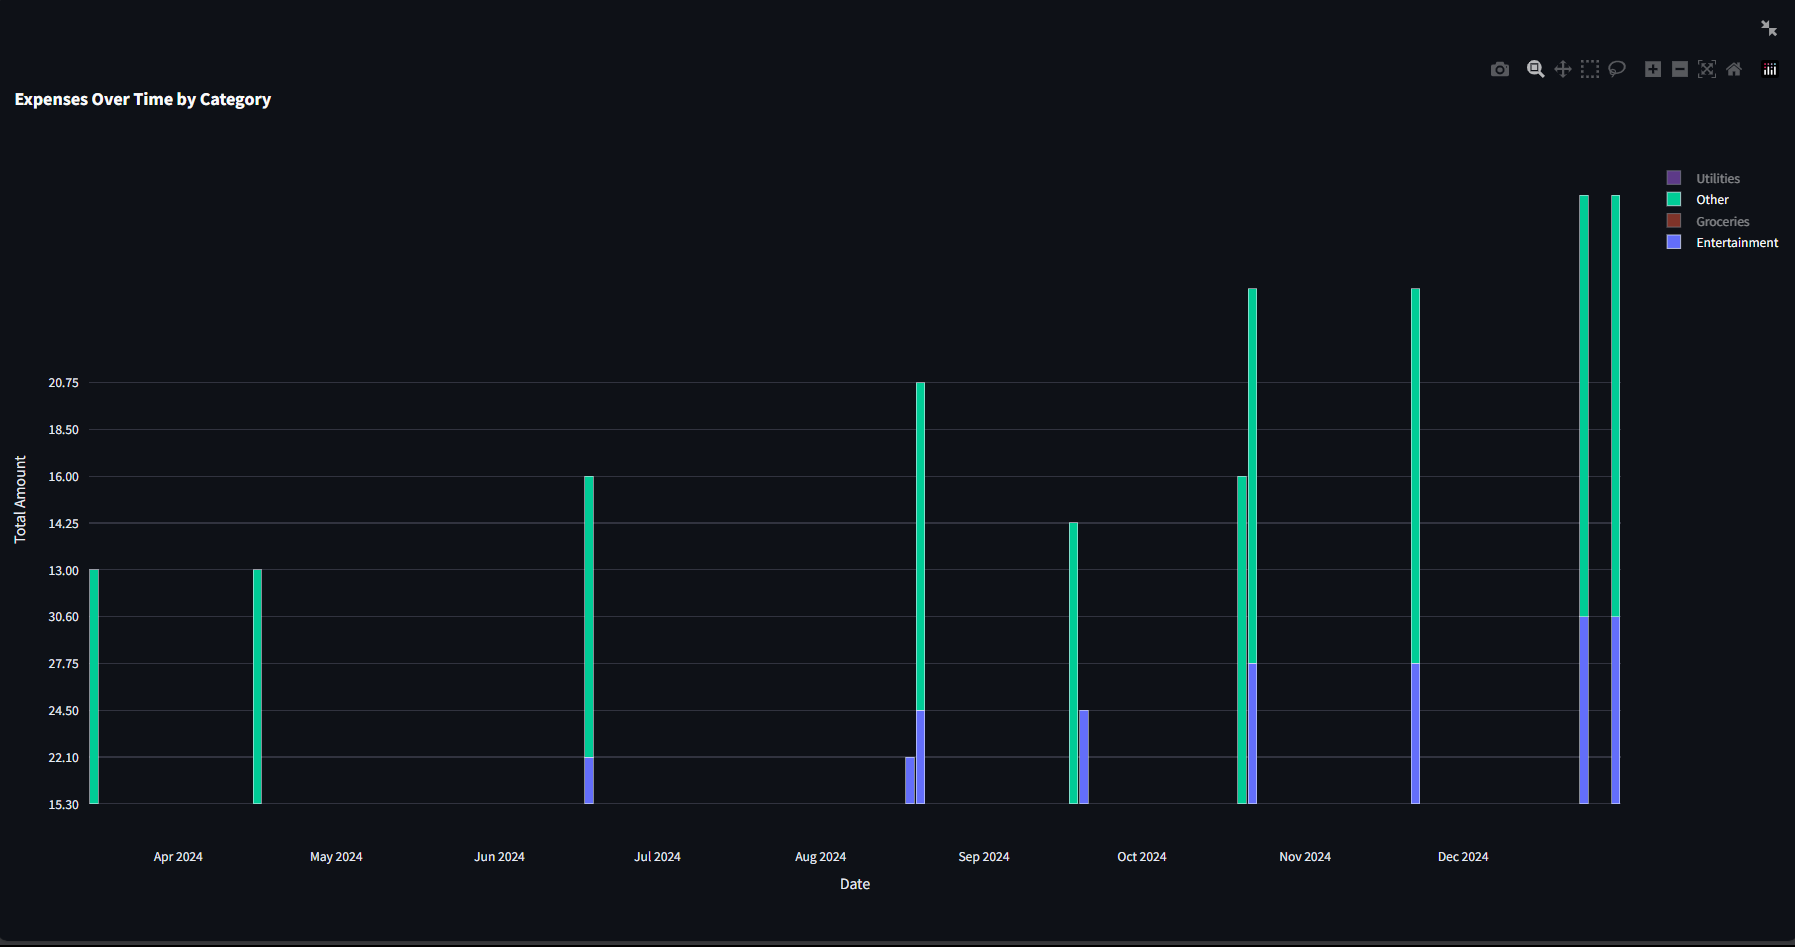 Expenses Over Time by Category
Utilities
Other
Groceries
Entertainment
20.75
18.50
16.00
14.25
13.00
30.60
27.75
24.50
22.10
15.30
Total Amount
Apr 2024
May 2024
Jun 2024
Jul 2024
Aug 2024
Sep 2024
Oct 2024
Nov 2024
Dec 2024
Date